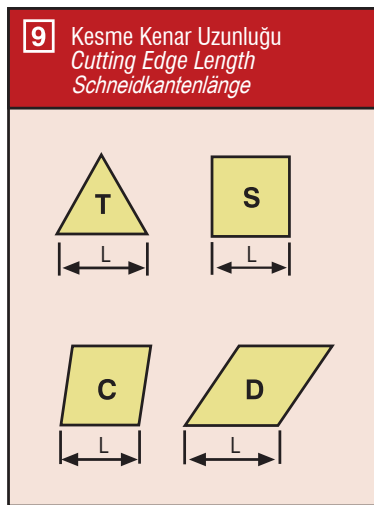 9 Kesme Kenar Uzunluğu
Cutting Edge Length
Schneidkantenlänge
T S
L L
C D
L L